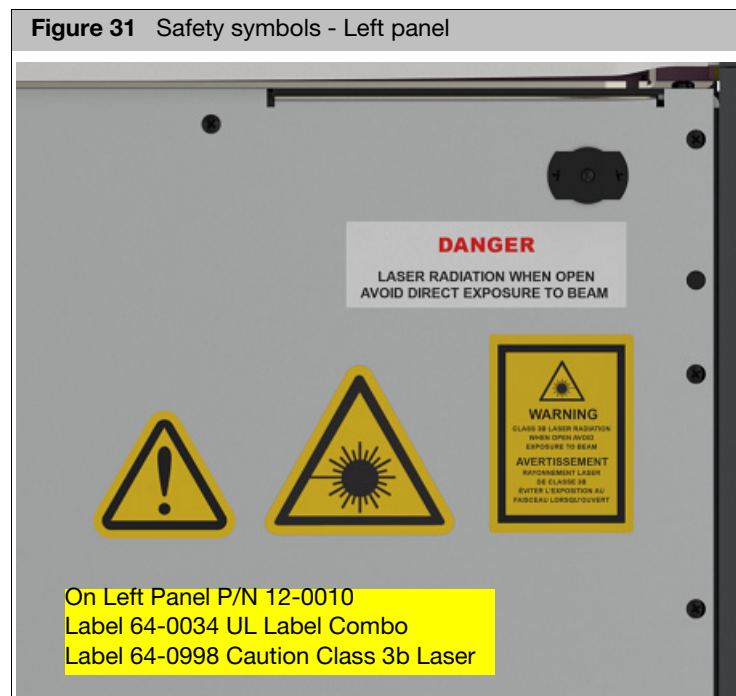 Figure 31 Safety symbols - Left panel
DANGER
LASER RADIATION WHEN OPEN
AVOID DIRECT EXPOSURE TO BEAM
WARNING
CLASS 3B LASER RADIATION
WHEN OPEN AVOID
EXPOSURE TO BEAM
AVERTISSEMENT
RAYONNEMENT LASER
DE CLASSE 3B
ÉVITER L'EXPOSITION AU
FAISCEAU LORSQU'OUVERT
On Left Panel P/N 12-0010
Label 64-0034 UL Label Combo
Label 64-0998 Caution Class 3b Laser